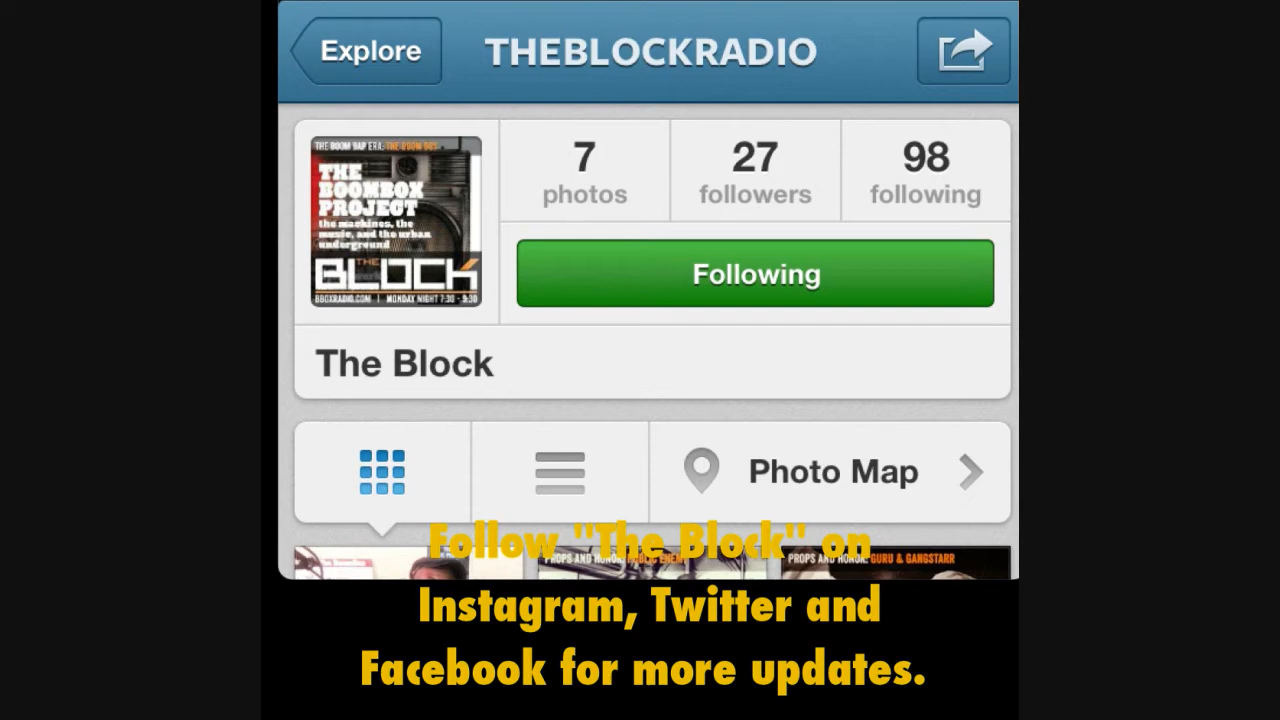 Explore
THEBLOCKRADIO
THE BOOM BAP ERA: THE BOOM BOX
THE
BOOMBOX
PROJECT
the machines, the
music, and the urban
underground
THE
BLOCK
BBOXRADIO.COM | MONDAY NIGHT 7:30 - 9:30
7
photos
27
followers
98
following
Following
The Block
Photo Map
Follow "The Block" on
PROPS AND HONOR: PUBLIC ENEMY
PROPS AND HONOR: GURU & GANGSTARR
Instagram, Twitter and
Facebook for more updates.